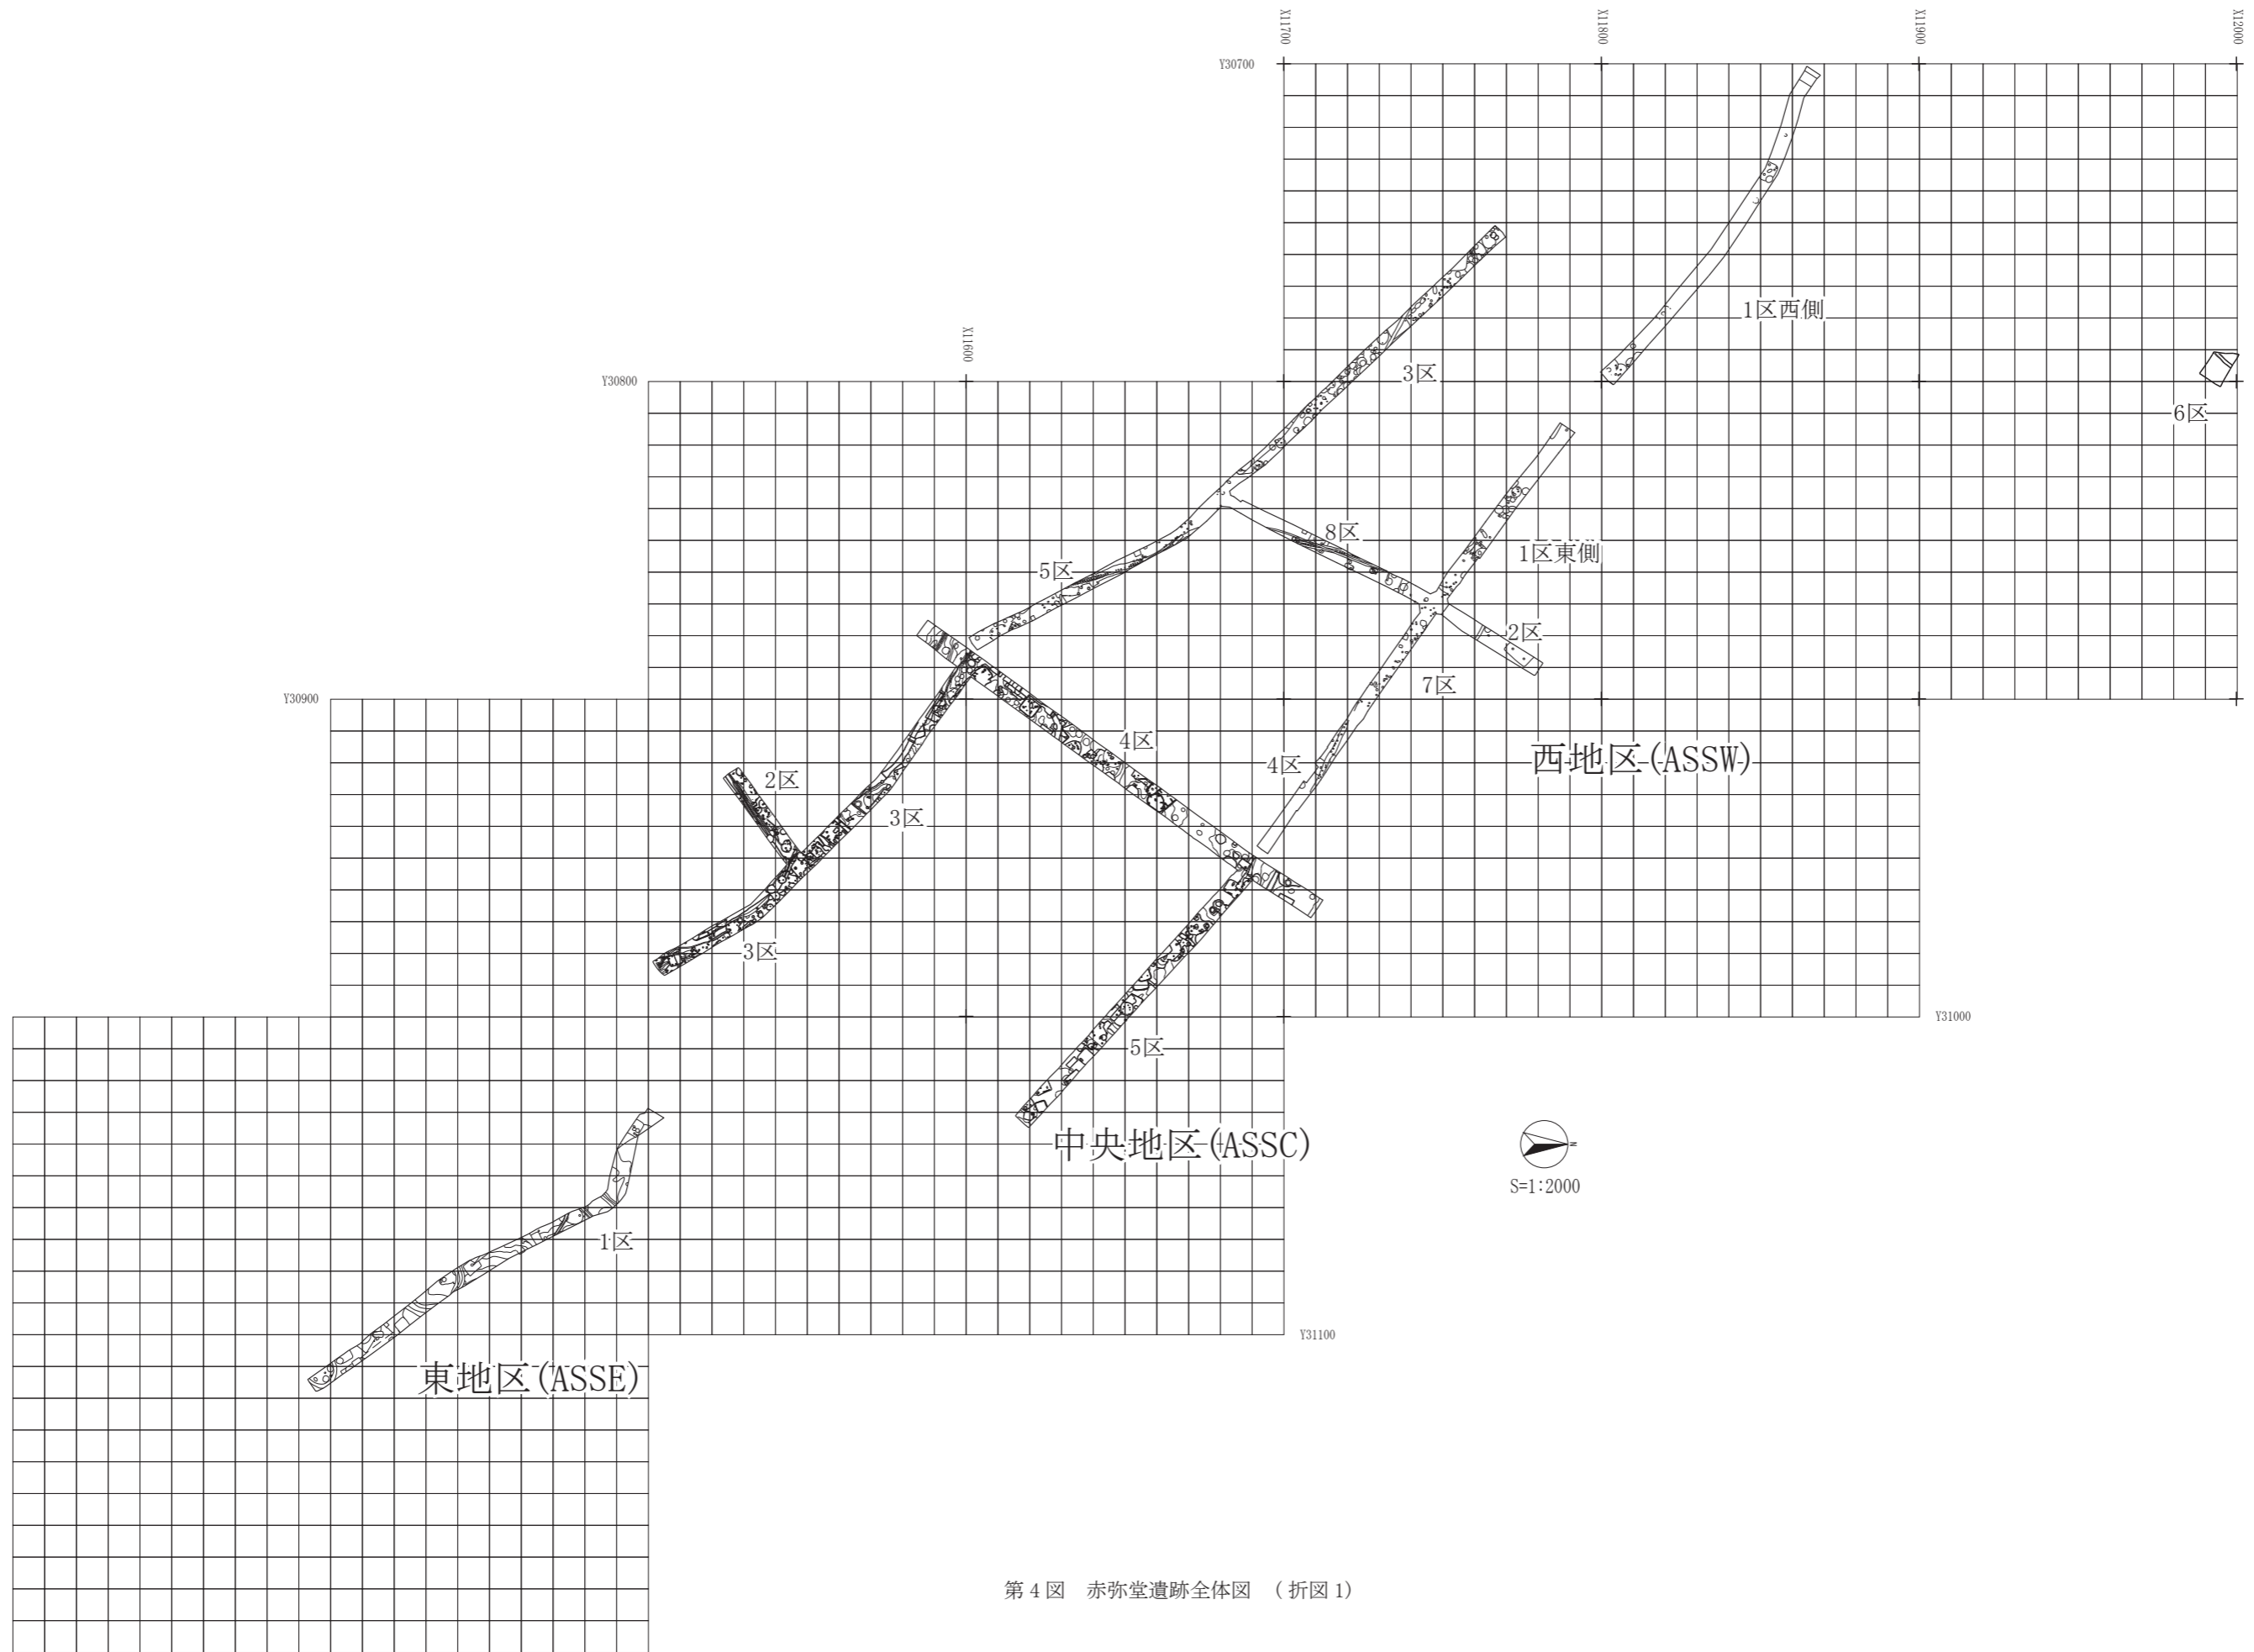 X11700
X11800
X11900
X12000
Y30700
1区西側
X11600
3区
Y30800
6区
8区
1区東側
5区
2区
7区
Y30900
4区
西地区(ASSW)
4区
2区
3区
3区
Y31000
5区
中央地区(ASSC)
N
S=1:2000
1区
Y31100
東地区(ASSE)
第4図 赤弥堂遺跡全体図 (折図1)